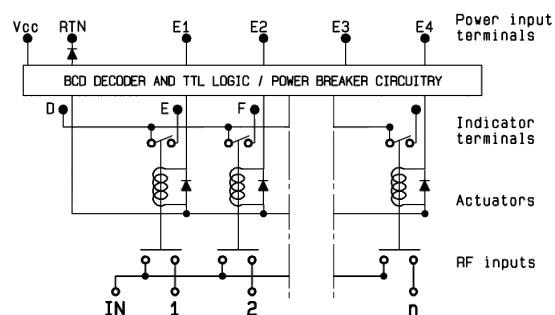 Vcc RTN E1 E2 E3 E4 Power input
terminals
BCD DECODER AND TTL LOGIC / POWER BREAKER CIRCUITRY
D E F
Indicator
terminals
Actuators
RF inputs
IN 1 2 n